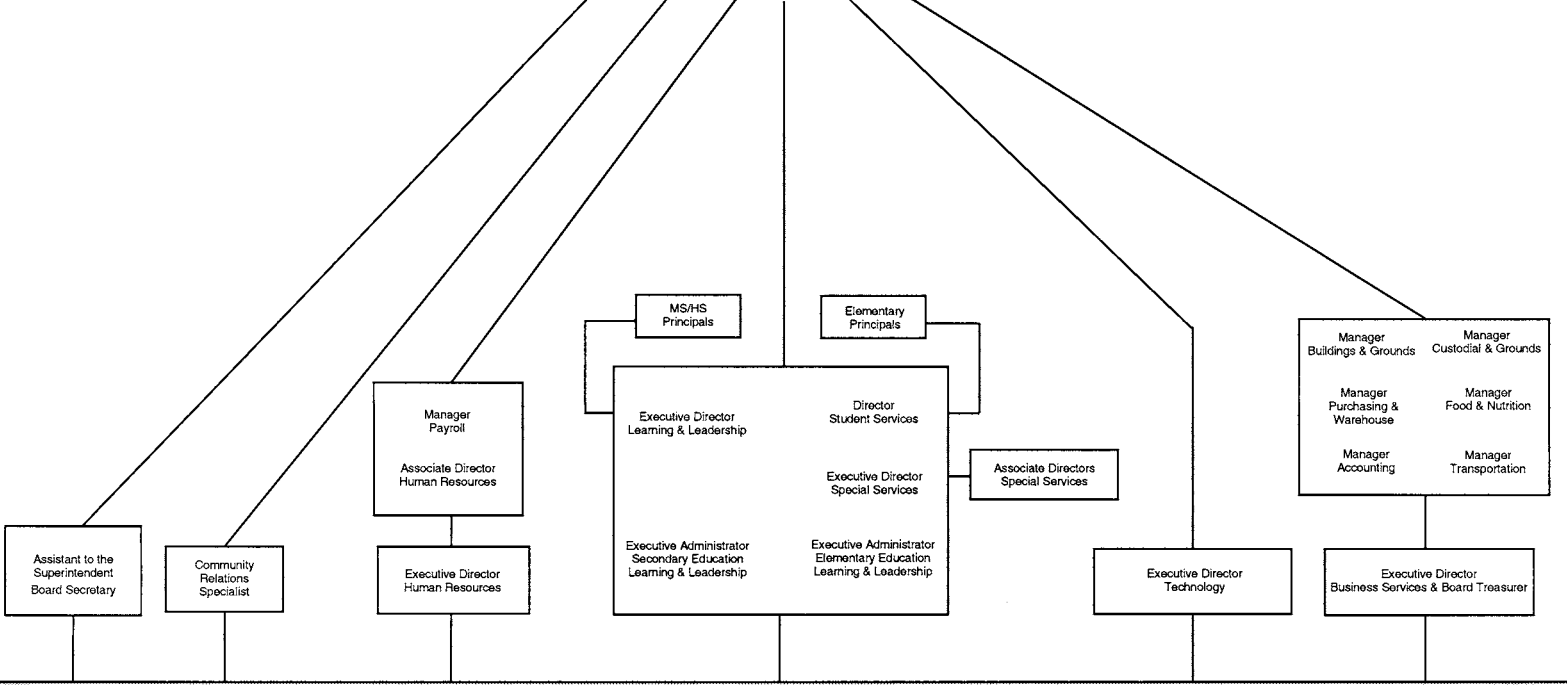 MS/HS
Principals
Elementary
Principals
Manager
Buildings & Grounds
Manager
Custodial & Grounds
Manager
Purchasing &
Warehouse
Manager
Food & Nutrition
Manager
Accounting
Manager
Transportation
Manager
Payroll
Associate Director
Human Resources
Executive Director
Learning & Leadership
Director
Student Services
Executive Director
Special Services
Associate Directors
Special Services
Executive Administrator
Secondary Education
Learning & Leadership
Executive Administrator
Elementary Education
Learning & Leadership
Assistant to the
Superintendent
Board Secretary
Community
Relations
Specialist
Executive Director
Human Resources
Executive Director
Technology
Executive Director
Business Services & Board Treasurer